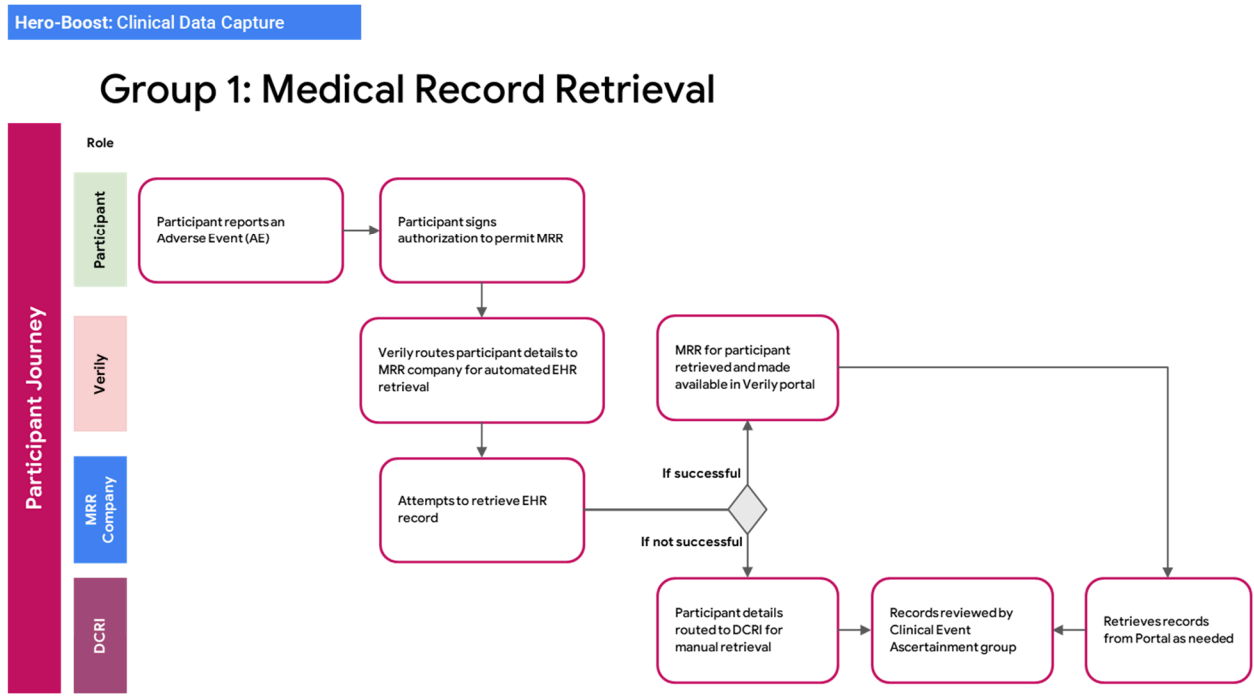 Hero-Boost: Clinical Data Capture
Group 1: Medical Record Retrieval
Participant Journey
Role
Participant
Participant reports an
Adverse Event (AE)
Participant signs
authorization to permit MRR
Verily
Verily routes participant details to
MRR company for automated EHR
retrieval
MRR for participant
retrieved and made
available in Verily portal
MRR
Company
Attempts to retrieve EHR
record
If successful
If not successful
DCRI
Participant details
routed to DCRI for
manual retrieval
Records reviewed by
Clinical Event
Ascertainment group
Retrieves records
from Portal as needed